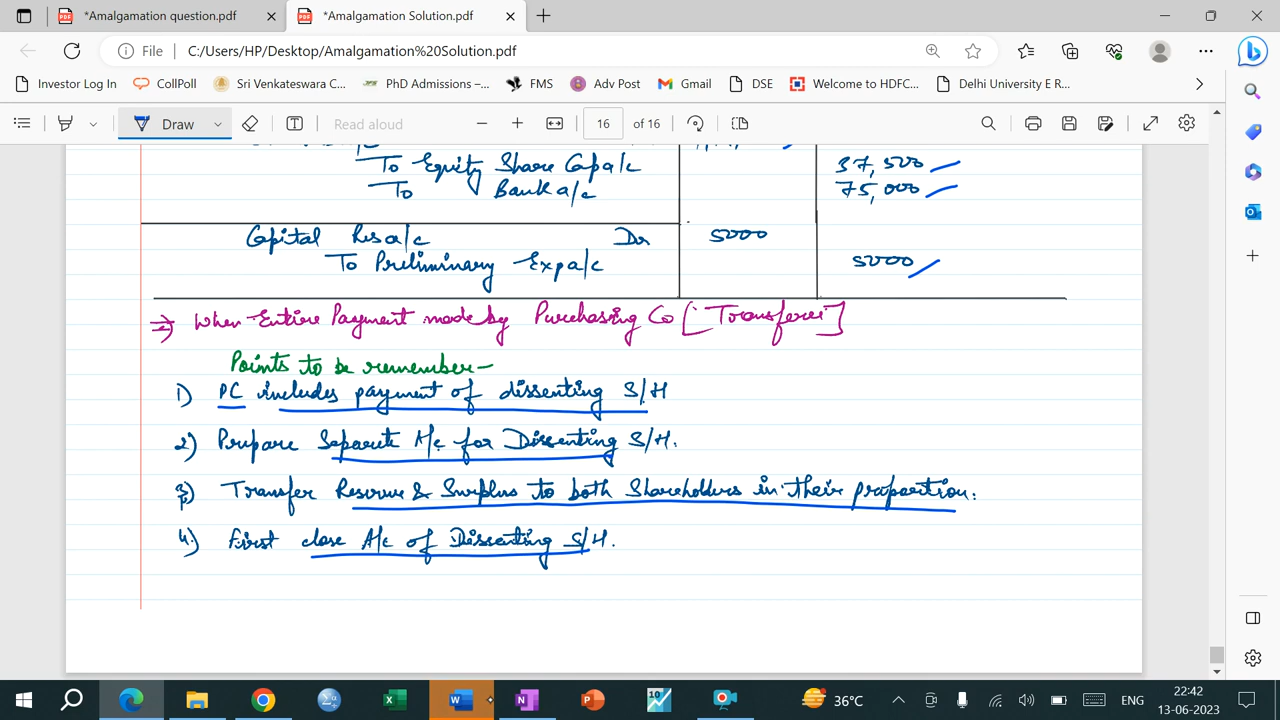 *Amalgamation question.pdf
*Amalgamation Solution.pdf
File C:/Users/HP/Desktop/Amalgamation%20Solution.pdf
Investor Log In CollPoll Sri Venkateswara C... PhD Admissions –... FMS Adv Post Gmail DSE Welcome to HDFC... Delhi University E R...
Draw Read aloud 16 of 16
To Equity Share Cap a/c 37,500
To Bank a/c 75,000
Capital Res a/c Dr 5000
To Preliminary Exp a/c 5000
=> When Entire Payment made by Purchasing Co [Transferee]
Points to be remember-
1) PC includes payment of dissenting S/H
2) Prepare Separate A/c for Dissenting S/H.
3) Transfer Reserve & Surplus to both Shareholders in their proportion.
4.) First close A/c of Dissenting S/H.
36°C ENG 22:42
13-06-2023